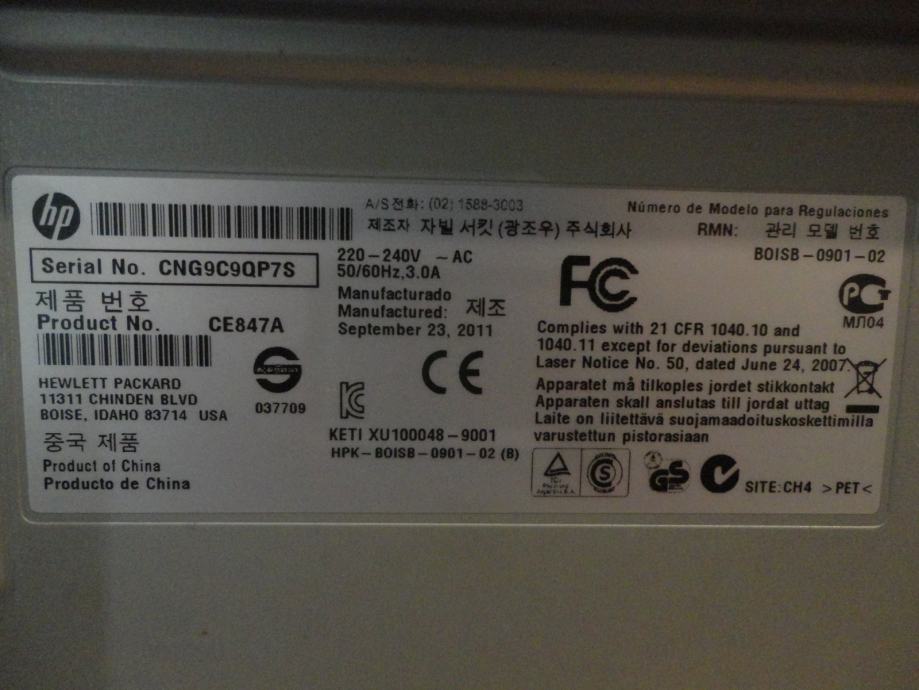 hp
A/S전화: (02) 1588-3003
제조자 자빌 서킷 (광조우) 주식회사
Número de Modelo para Regulaciones
RMN: 관리 모델 번호
BOISB-0901-02
Serial No. CNG9C9QP7S
제품 번호
Product No. CE847A
HEWLETT PACKARD
11311 CHINDEN BLVD
BOISE, IDAHO 83714 USA
037709
중국 제품
Product of China
Producto de China
220-240V ~ AC
50/60Hz, 3.0A
Manufacturado
Manufactured: 제조
September 23, 2011
CE
KETI XU100048-9001
HPK-BOISB-0901-02 (B)
FC
Complies with 21 CFR 1040.10 and
1040.11 except for deviations pursuant to
Laser Notice No. 50, dated June 24, 2007.
Apparatet må tilkoples jordet stikkontakt
Apparaten skall anslutas till jordat uttag
Laite on liitettävä suojamaadoituskoskettimilla
varustettun pistorasiaan
PCT
МЛ04
S
GS
SITE:CH4 >PET<